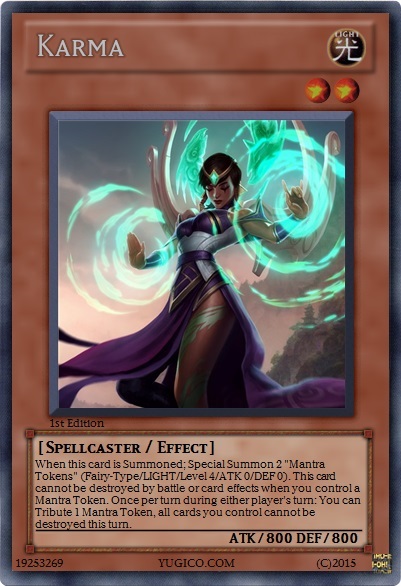 Karma
LIGHT
光
1st Edition
[Spellcaster / Effect]
When this card is Summoned; Special Summon 2 "Mantra
Tokens" (Fairy-Type/LIGHT/Level 4/ATK 0/DEF 0). This card
cannot be destroyed by battle or card effects when you control a
Mantra Token. Once per turn during either player's turn: You can
Tribute 1 Mantra Token, all cards you control cannot be
destroyed this turn.
ATK/ 800 DEF/ 800
19253269 YUGICO.COM (C)2015